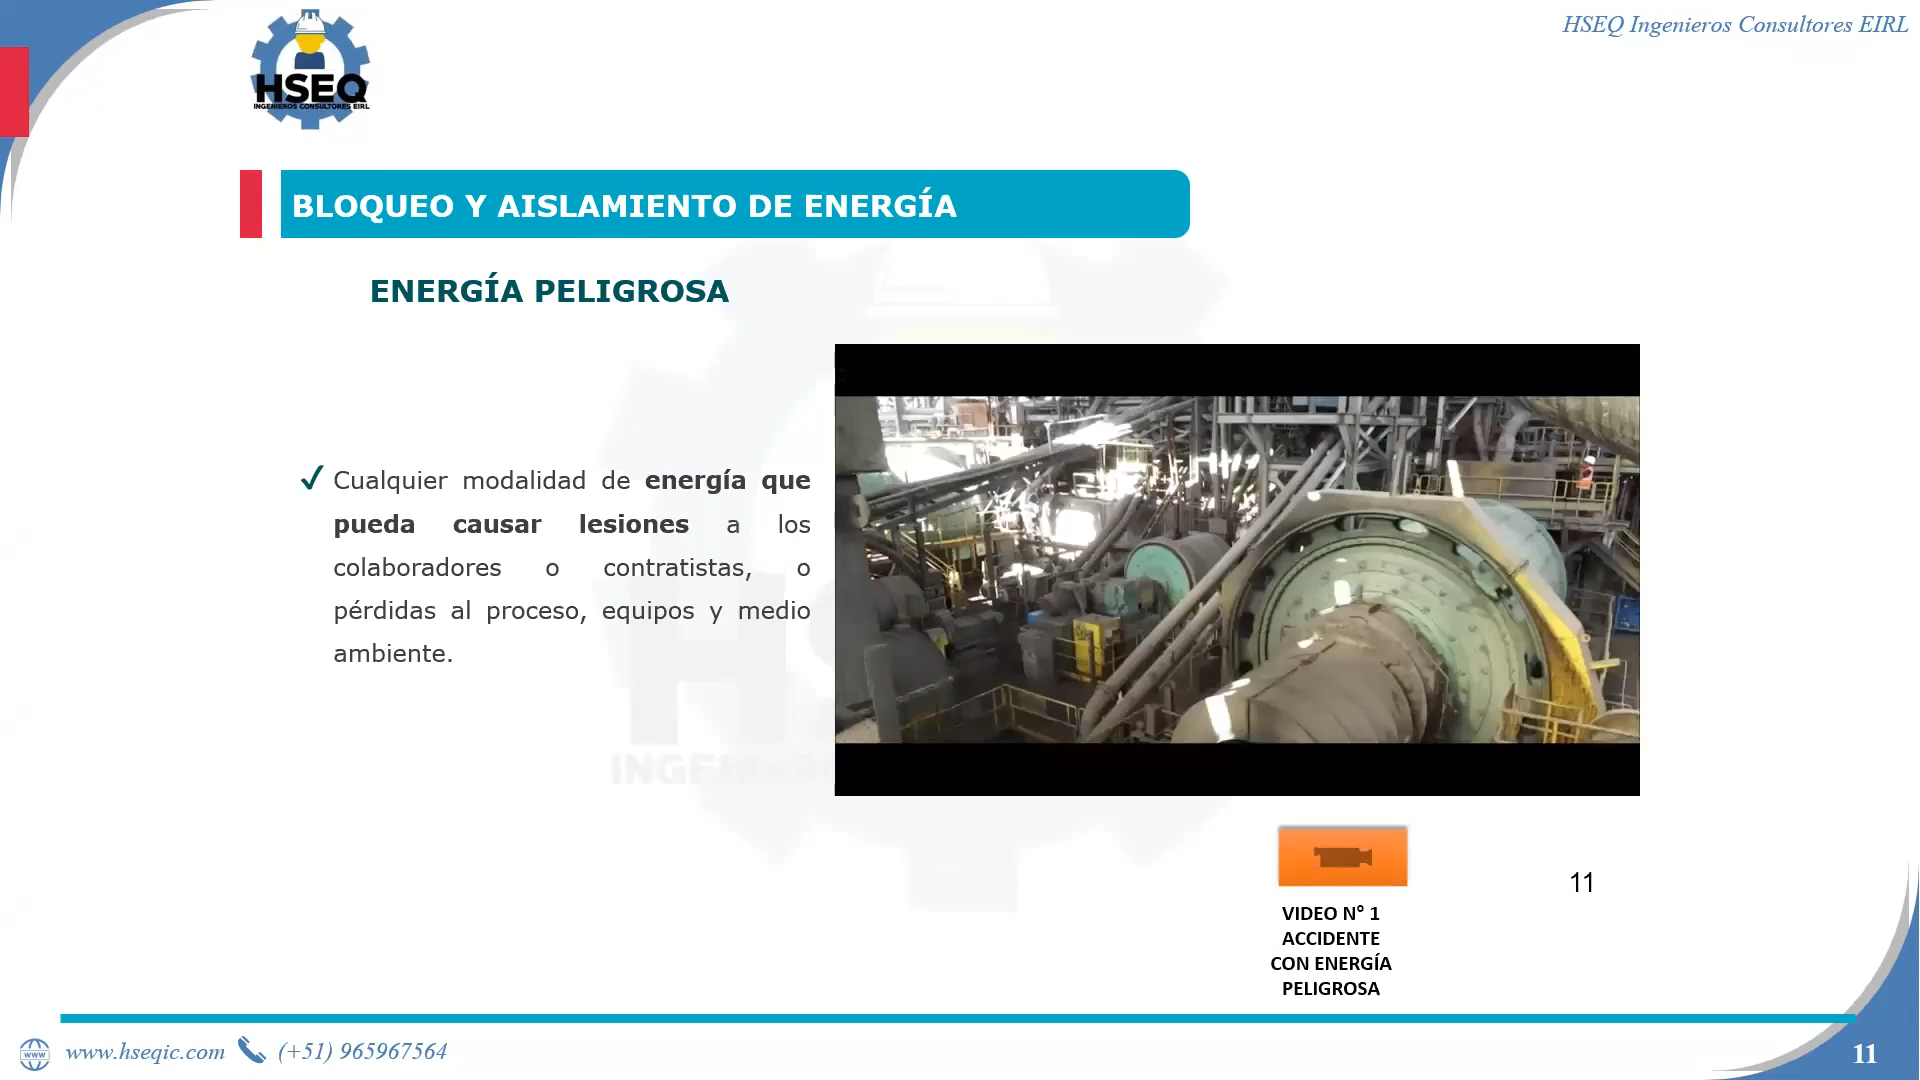 HSEQ Ingenieros Consultores EIRL
HSEQ
INGENIEROS CONSULTORES EIRL
BLOQUEO Y AISLAMIENTO DE ENERGÍA
ENERGÍA PELIGROSA
✓ Cualquier modalidad de energía que
pueda causar lesiones a los
colaboradores o contratistas, o
pérdidas al proceso, equipos y medio
ambiente.
11
VIDEO N° 1
ACCIDENTE
CON ENERGÍA
PELIGROSA
www.hseqic.com (+51) 965967564
11